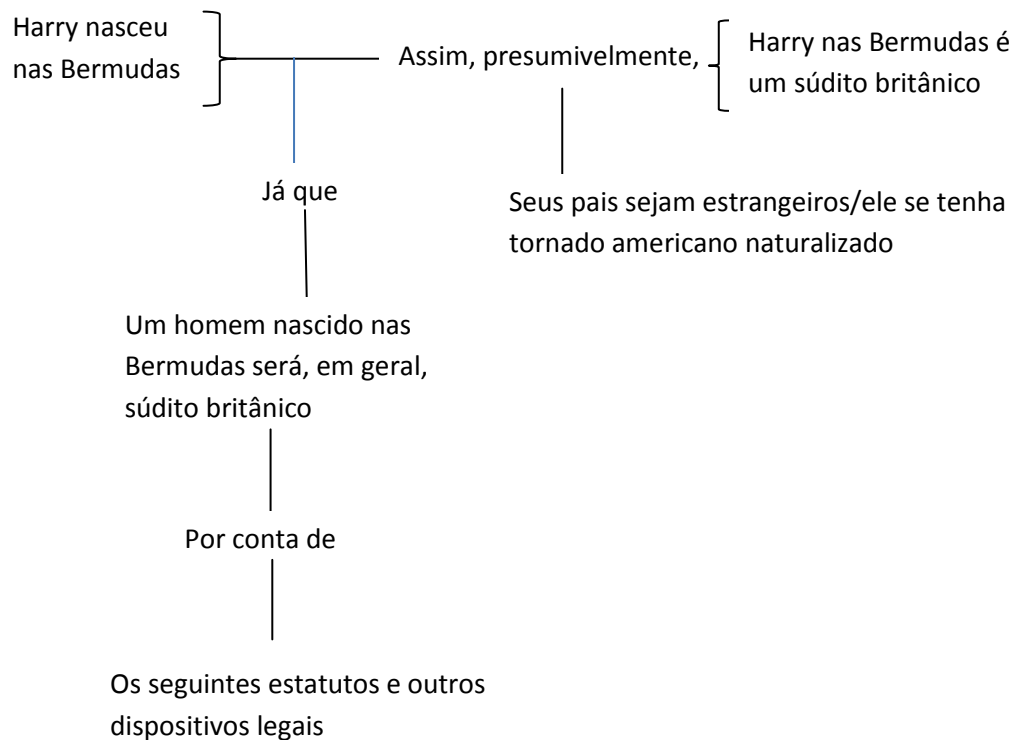 Harry nasceu
nas Bermudas
Assim, presumivelmente,
Harry nas Bermudas é
um súdito britânico
Já que
Seus pais sejam estrangeiros/ele se tenha
tornado americano naturalizado
Um homem nascido nas
Bermudas será, em geral,
súdito britânico
Por conta de
Os seguintes estatutos e outros
dispositivos legais